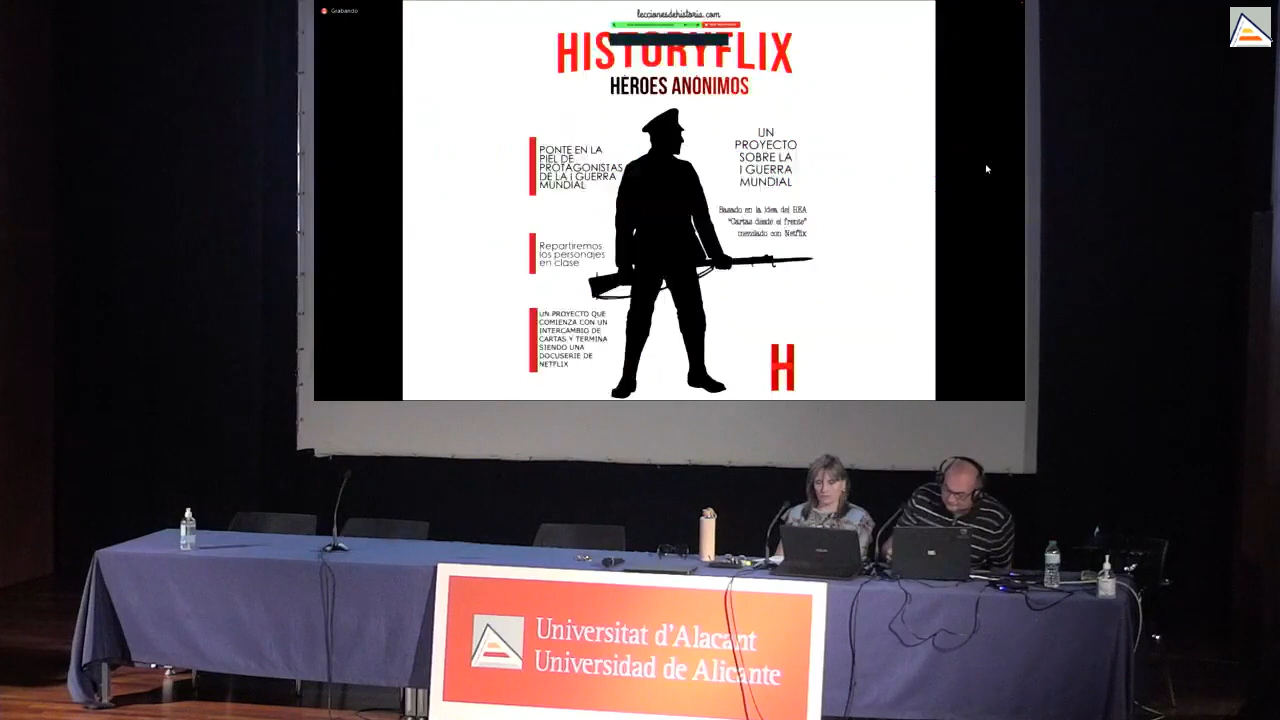 Grabando
leccionesdehistoria.com
HISTORYFLIX
HÉROES ANÓNIMOS
PONTE EN LA
PIEL DE
PROTAGONISTAS
DE LA I GUERRA
MUNDIAL
UN
PROYECTO
SOBRE LA
I GUERRA
MUNDIAL
Basado en la idea del REA
"Cartas desde el frente"
mezclado con Netflix
Repartiremos
los personajes
en clase
UN PROYECTO QUE
COMIENZA CON UN
INTERCAMBIO DE
CARTAS Y TERMINA
SIENDO UNA
DOCUSERIE DE
NETFLIX
H
Universitat d'Alacant
Universidad de Alicante